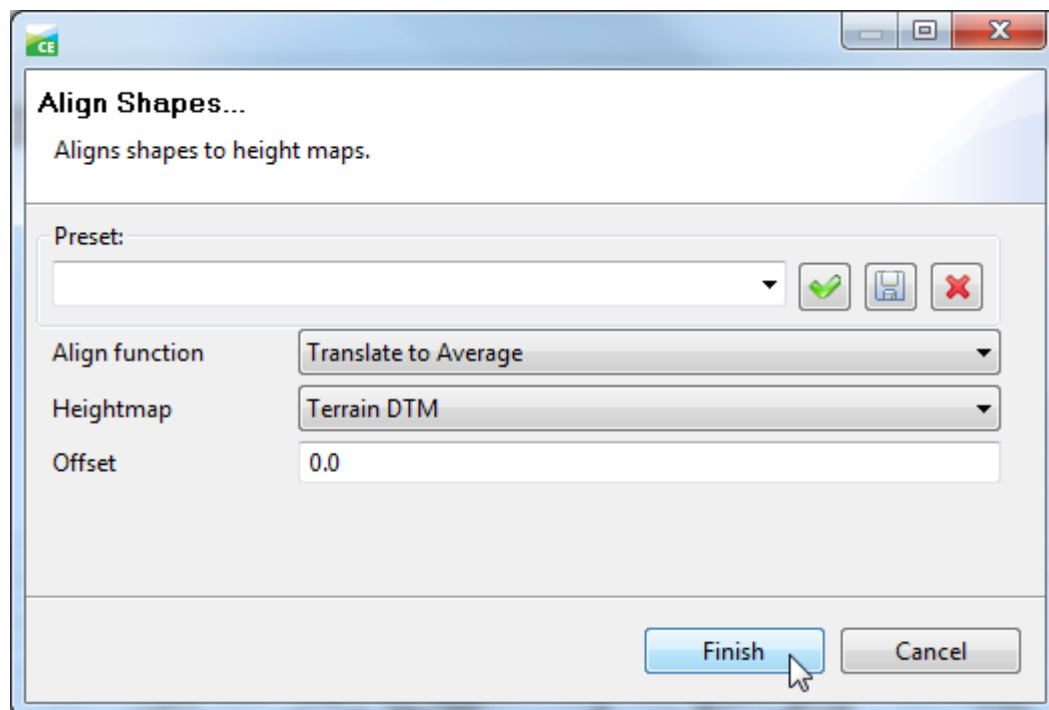 CE
Align Shapes...
Aligns shapes to height maps.
Preset:
Align function Translate to Average
Heightmap Terrain DTM
Offset 0.0
Finish Cancel